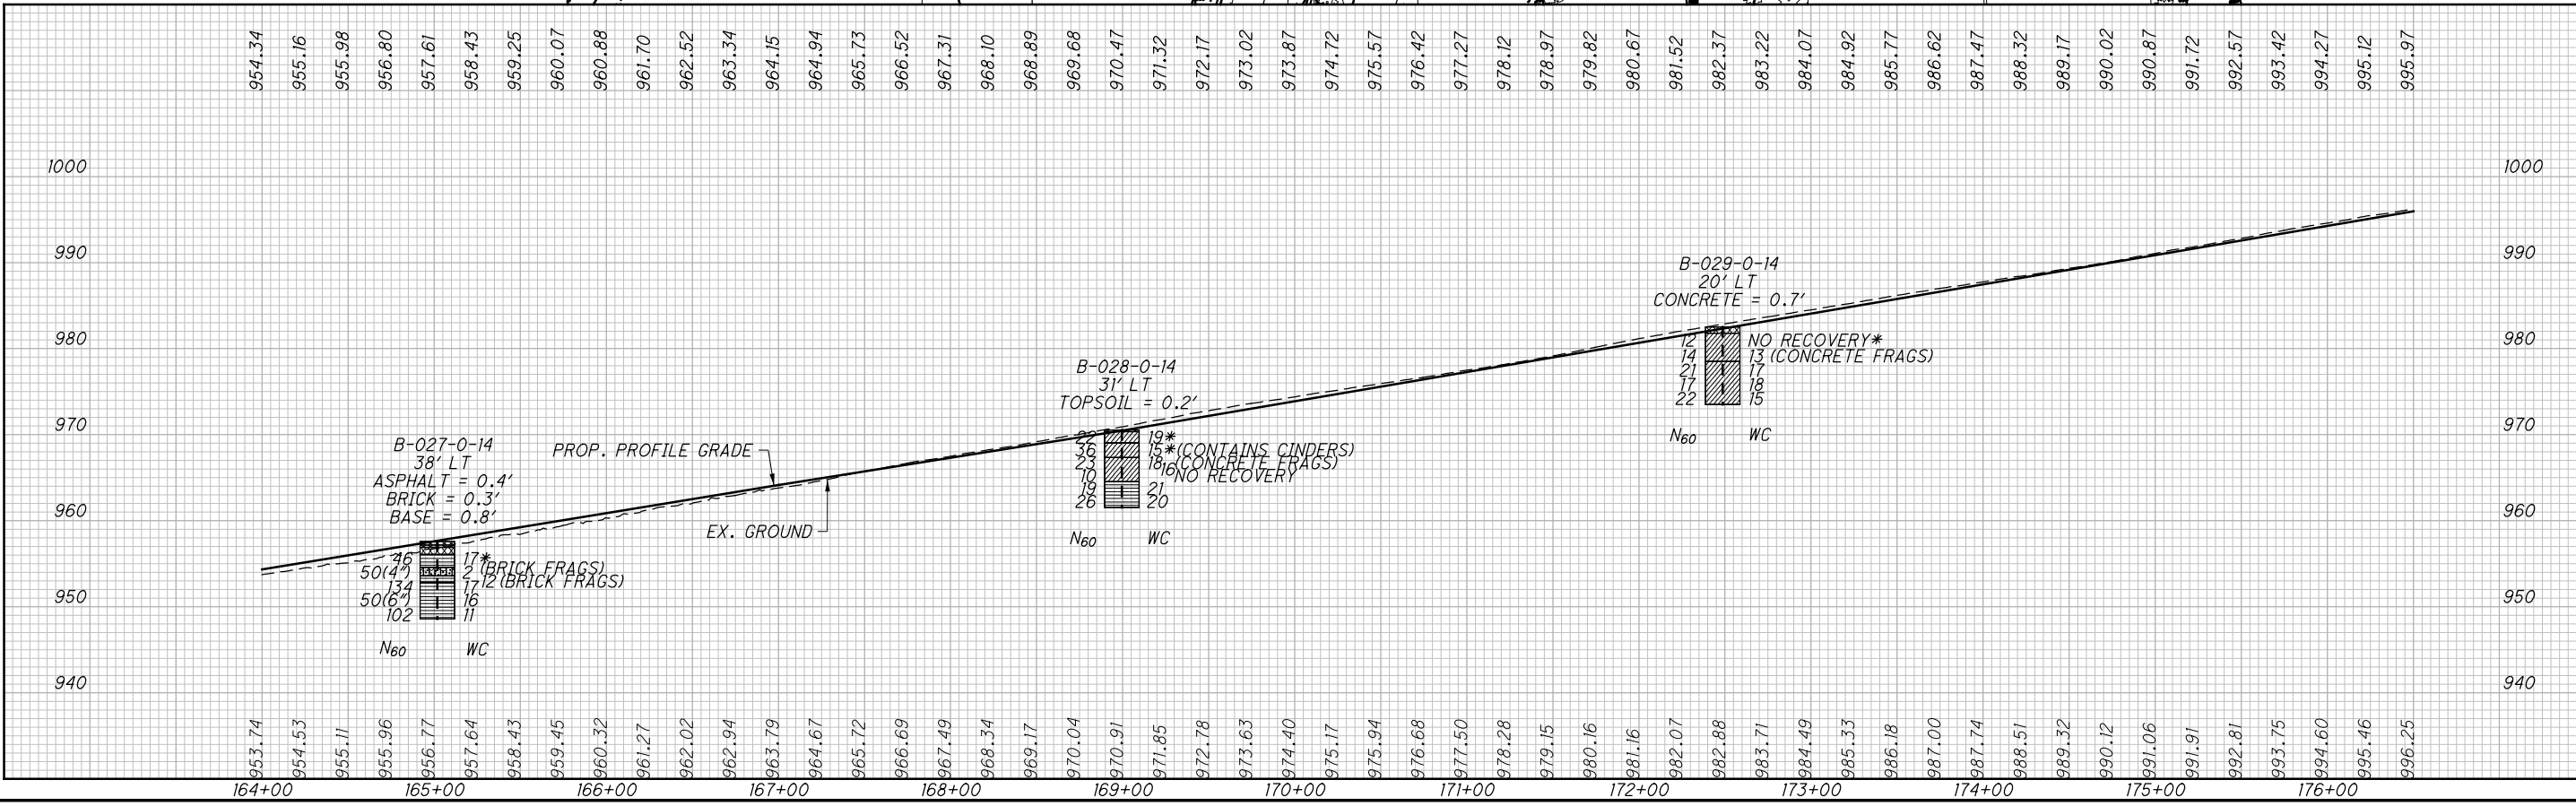 954.34 955.16 955.98 956.80 957.61 958.43 959.25 960.07 960.88 961.70 962.52 963.34 964.15 964.94 965.73 966.52 967.31 968.10 968.89 969.68 970.47 971.32 972.17 973.02 973.87 974.72 975.57 976.42 977.27 978.12 978.97 979.82 980.67 981.52 982.37 983.22 984.07 984.92 985.77 986.62 987.47 988.32 989.17 990.02 990.87 991.72 992.57 993.42 994.27 995.12 995.97
1000 1000
990 990
B-029-0-14
20' LT
CONCRETE = 0.7'
980 980
12 NO RECOVERY*
14 13 (CONCRETE FRAGS)
21 17
17 18
22 15
N60 WC
B-028-0-14
31' LT
TOPSOIL = 0.2'
970 970
19*
36 15*(CONTAINS CINDERS)
23 18 (CONCRETE FRAGS)
16
10 NO RECOVERY
19 21
26 20
N60 WC
PROP. PROFILE GRADE
EX. GROUND
B-027-0-14
38' LT
ASPHALT = 0.4'
BRICK = 0.3'
BASE = 0.8'
960 960
46 17*
50(4") 2 (BRICK FRAGS)
12 (BRICK FRAGS)
134 17
50(6") 16
102 11
N60 WC
950 950
940 940
953.74 954.53 955.11 955.96 956.77 957.64 958.43 959.45 960.32 961.27 962.02 962.94 963.79 964.67 965.72 966.69 967.49 968.34 969.17 970.04 970.91 971.85 972.78 973.63 974.40 975.17 975.94 976.68 977.50 978.28 979.15 980.16 981.16 982.07 982.88 983.71 984.49 985.33 986.18 987.00 987.74 988.51 989.32 990.12 991.06 991.91 992.81 993.75 994.60 995.46 996.25
164+00 165+00 166+00 167+00 168+00 169+00 170+00 171+00 172+00 173+00 174+00 175+00 176+00